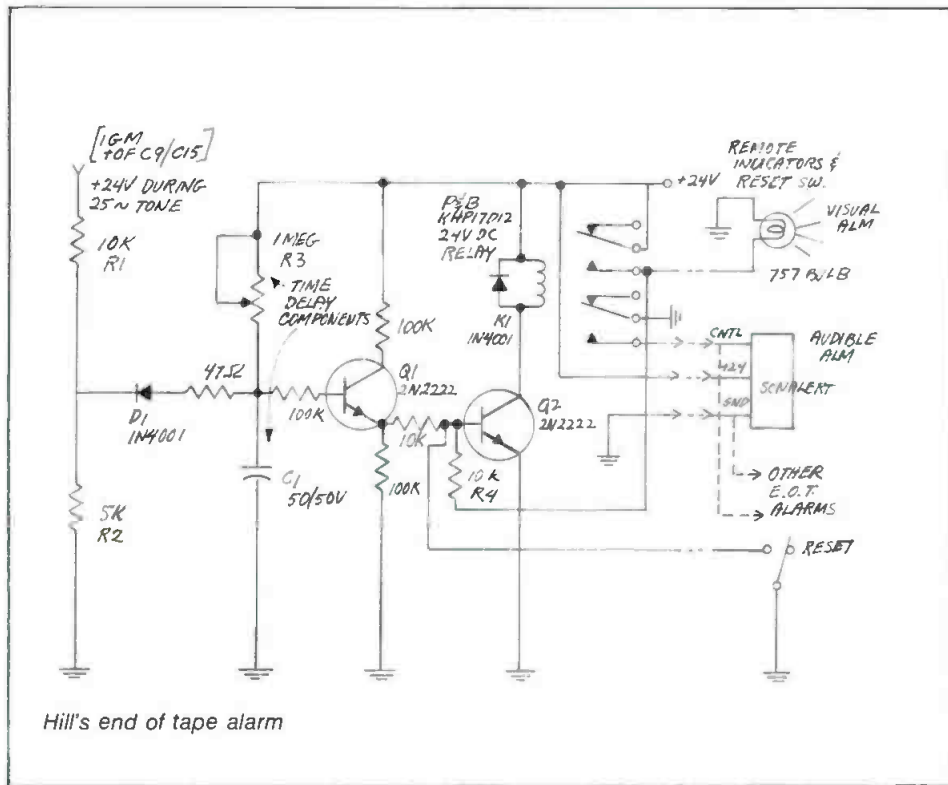 [IGM
+OF C9/C15]
+24V DURING
25~ TONE
10K
R1
1 MEG
R3
TIME
DELAY
COMPONENTS
100K
P&B
KHP17D12
24V DC
RELAY
K1
1N4001
+24V
REMOTE
INDICATORS &
RESET SW.
VISUAL
ALM
757 BULB
CNTL
AUDIBLE
ALM
+24
SONALERT
GND
47Ω
D1
1N4001
100K
Q1
2N2222
10K
Q2
2N2222
C1
50/50V
100K
10K
R4
5K
R2
OTHER
E.O.T.
ALARMS
RESET
Hill's end of tape alarm